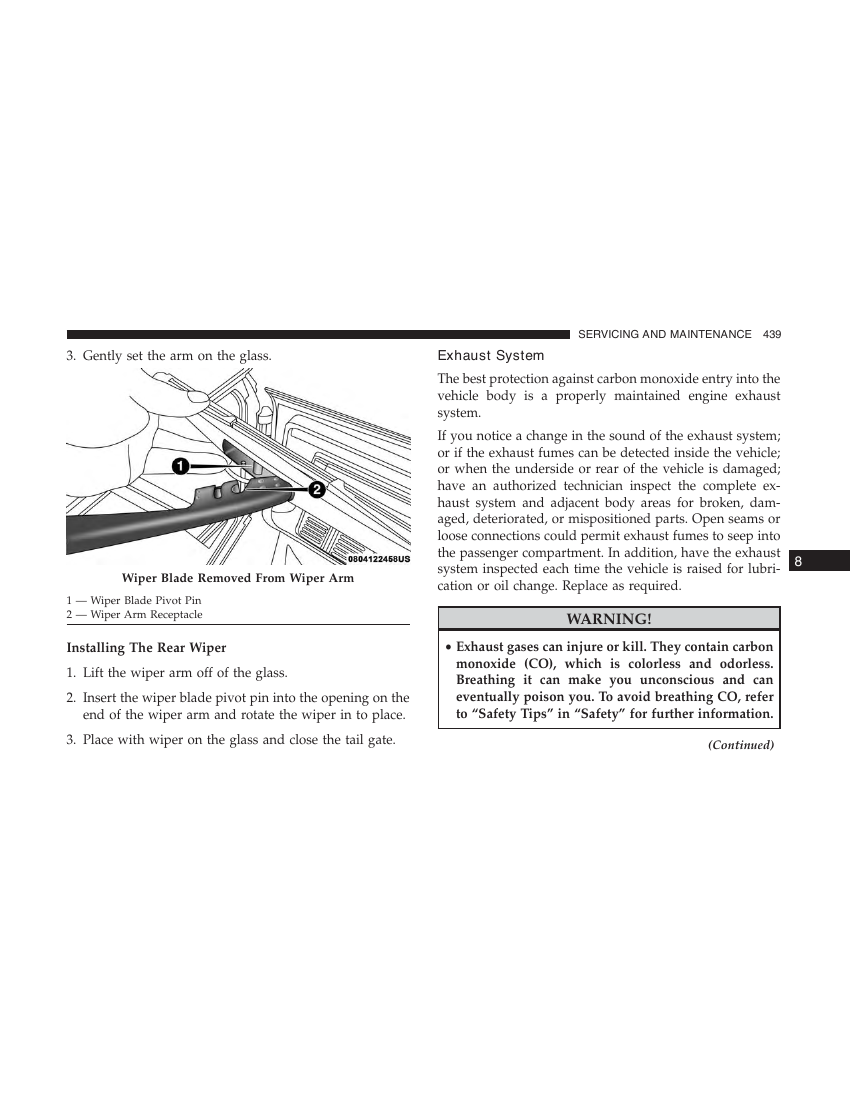 SERVICING AND MAINTENANCE 439
3. Gently set the arm on the glass.
1
2
0804122458US
Wiper Blade Removed From Wiper Arm
1 — Wiper Blade Pivot Pin
2 — Wiper Arm Receptacle
Installing The Rear Wiper
1. Lift the wiper arm off of the glass.
2. Insert the wiper blade pivot pin into the opening on the
end of the wiper arm and rotate the wiper in to place.
3. Place with wiper on the glass and close the tail gate.
Exhaust System
The best protection against carbon monoxide entry into the
vehicle body is a properly maintained engine exhaust
system.
If you notice a change in the sound of the exhaust system;
or if the exhaust fumes can be detected inside the vehicle;
or when the underside or rear of the vehicle is damaged;
have an authorized technician inspect the complete ex-
haust system and adjacent body areas for broken, dam-
aged, deteriorated, or mispositioned parts. Open seams or
loose connections could permit exhaust fumes to seep into
the passenger compartment. In addition, have the exhaust
system inspected each time the vehicle is raised for lubri-
cation or oil change. Replace as required.
WARNING!
• Exhaust gases can injure or kill. They contain carbon
monoxide (CO), which is colorless and odorless.
Breathing it can make you unconscious and can
eventually poison you. To avoid breathing CO, refer
to “Safety Tips” in “Safety” for further information.
(Continued)
8